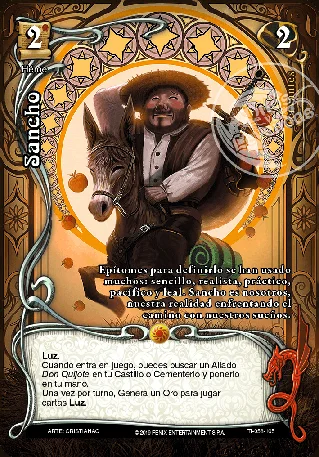 2
2
Sancho
Epítomes para definirlo se han usado
muchos: sencillo, realista, práctico,
pacífico y leal. Sancho es nosotros,
nuestra realidad enfrentando el
camino con nuestros sueños.
Luz.
Cuando entra en juego, puedes buscar un Aliado
Don Quijote en tu Castillo o Cementerio y ponerlo
en tu mano.
Una vez por turno, Genera un Oro para jugar
cartas Luz.
ARTE: CRISTIANAC
©2019 FENIX ENTERTAINMENT S.P.A.